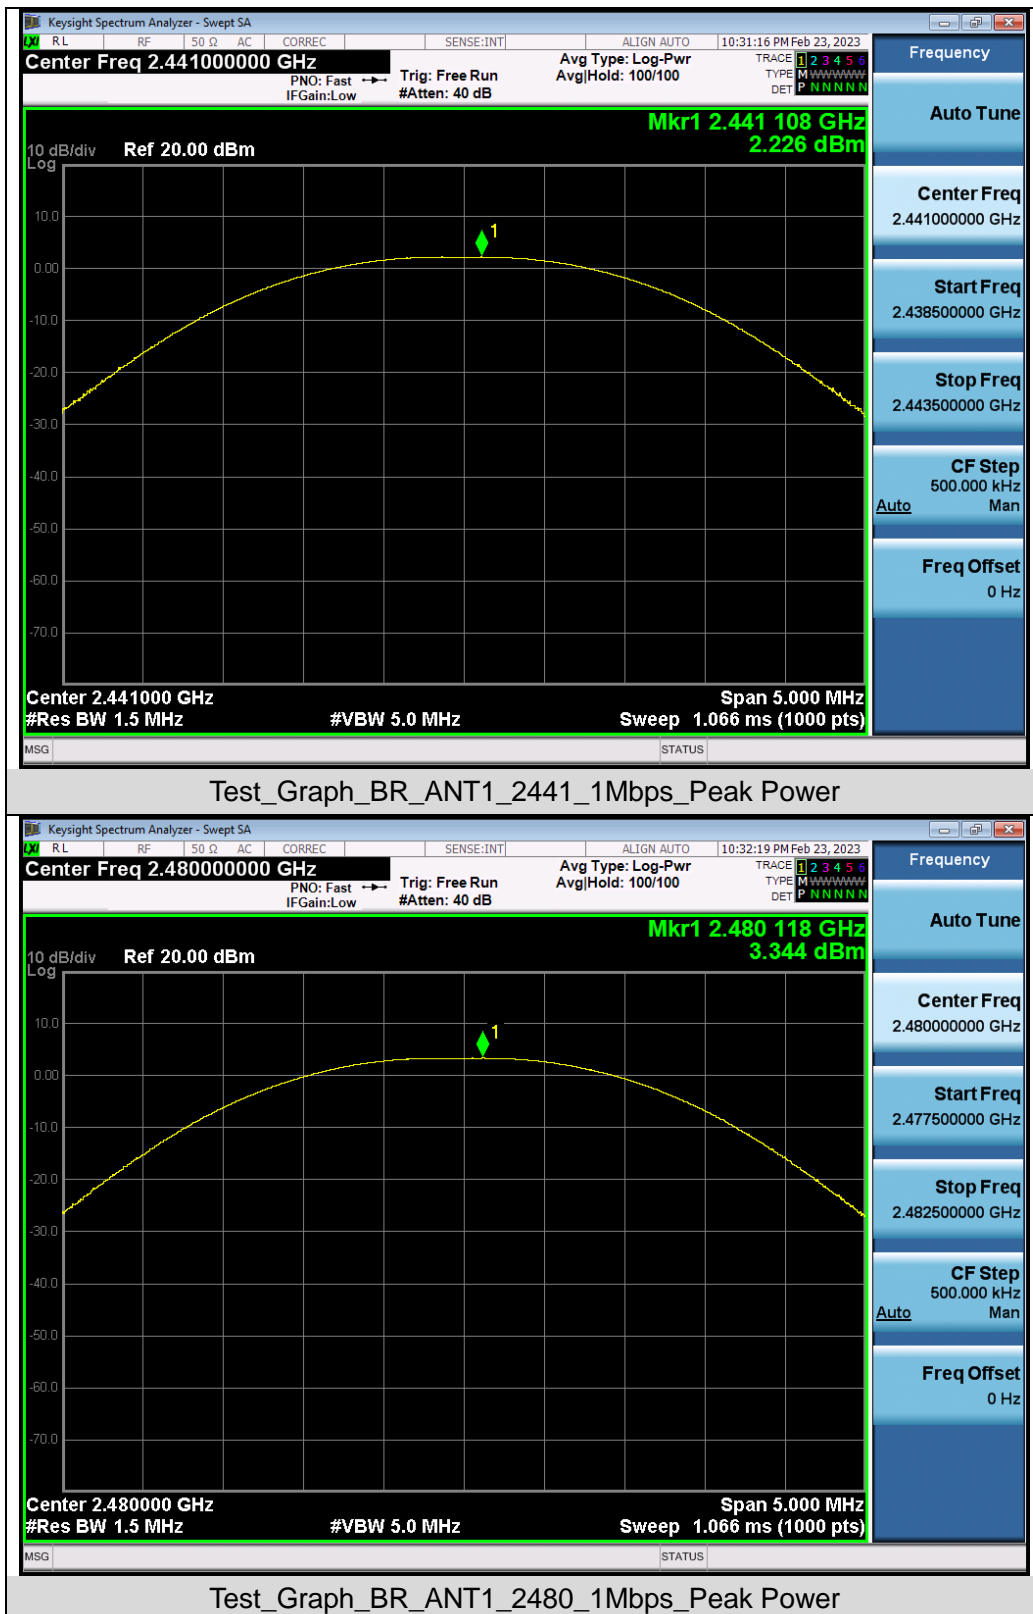 Keysight Spectrum Analyzer - Swept SA
LXI RL RF 50 Ω AC CORREC SENSE:INT ALIGN AUTO 10:31:16 PM Feb 23, 2023
Center Freq 2.441000000 GHz
PNO: Fast
IFGain:Low
Trig: Free Run
#Atten: 40 dB
Avg Type: Log-Pwr
Avg|Hold: 100/100
TRACE 1 2 3 4 5 6
TYPE M WWWWW
DET P N N N N N
Frequency
Mkr1 2.441 108 GHz
2.226 dBm
10 dB/div Ref 20.00 dBm
Log
10.0
0.00
-10.0
-20.0
-30.0
-40.0
-50.0
-60.0
-70.0
1
Center 2.441000 GHz Span 5.000 MHz
#Res BW 1.5 MHz #VBW 5.0 MHz Sweep 1.066 ms (1000 pts)
Auto Tune
Center Freq
2.441000000 GHz
Start Freq
2.438500000 GHz
Stop Freq
2.443500000 GHz
CF Step
500.000 kHz
Auto Man
Freq Offset
0 Hz
MSG STATUS
Test_Graph_BR_ANT1_2441_1Mbps_Peak Power
Keysight Spectrum Analyzer - Swept SA
LXI RL RF 50 Ω AC CORREC SENSE:INT ALIGN AUTO 10:32:19 PM Feb 23, 2023
Center Freq 2.480000000 GHz
PNO: Fast
IFGain:Low
Trig: Free Run
#Atten: 40 dB
Avg Type: Log-Pwr
Avg|Hold: 100/100
TRACE 1 2 3 4 5 6
TYPE M WWWWW
DET P N N N N N
Frequency
Mkr1 2.480 118 GHz
3.344 dBm
10 dB/div Ref 20.00 dBm
Log
10.0
0.00
-10.0
-20.0
-30.0
-40.0
-50.0
-60.0
-70.0
1
Center 2.480000 GHz Span 5.000 MHz
#Res BW 1.5 MHz #VBW 5.0 MHz Sweep 1.066 ms (1000 pts)
Auto Tune
Center Freq
2.480000000 GHz
Start Freq
2.477500000 GHz
Stop Freq
2.482500000 GHz
CF Step
500.000 kHz
Auto Man
Freq Offset
0 Hz
MSG STATUS
Test_Graph_BR_ANT1_2480_1Mbps_Peak Power